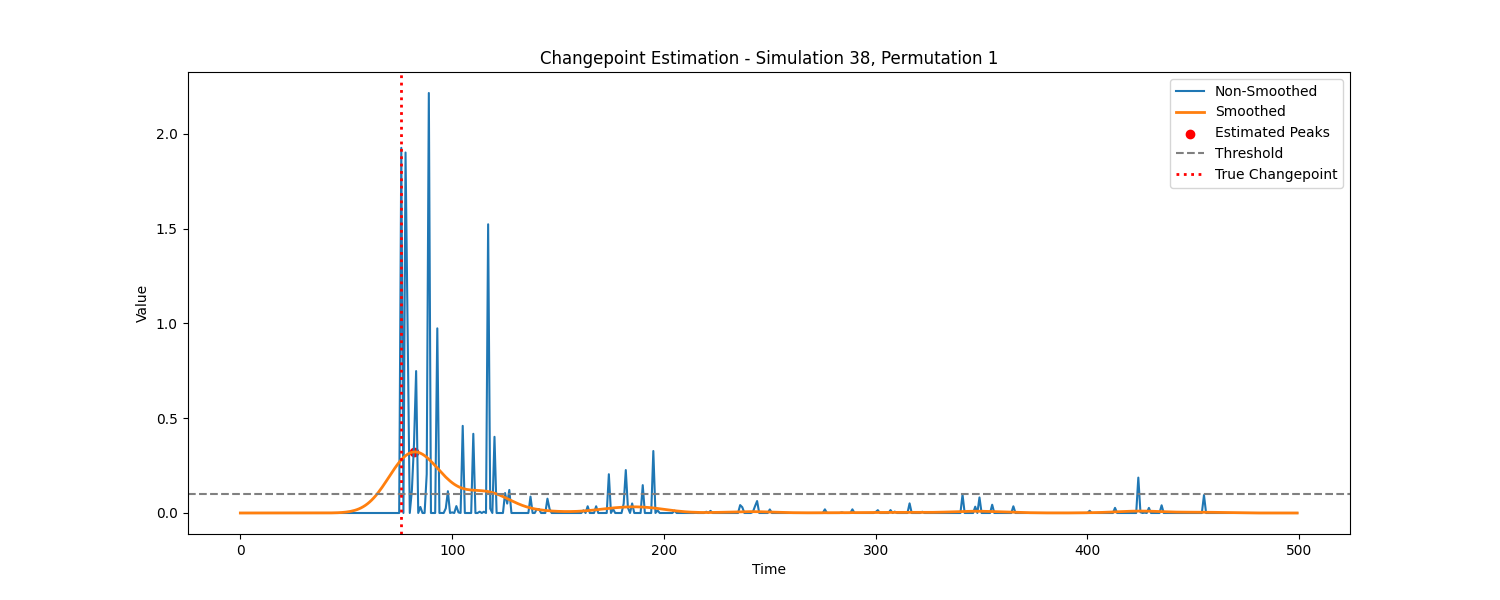 Changepoint Estimation - Simulation 38, Permutation 1
Non-Smoothed
Smoothed
Estimated Peaks
Threshold
True Changepoint
Value
2.0
1.5
1.0
0.5
0.0
0 100 200 300 400 500
Time